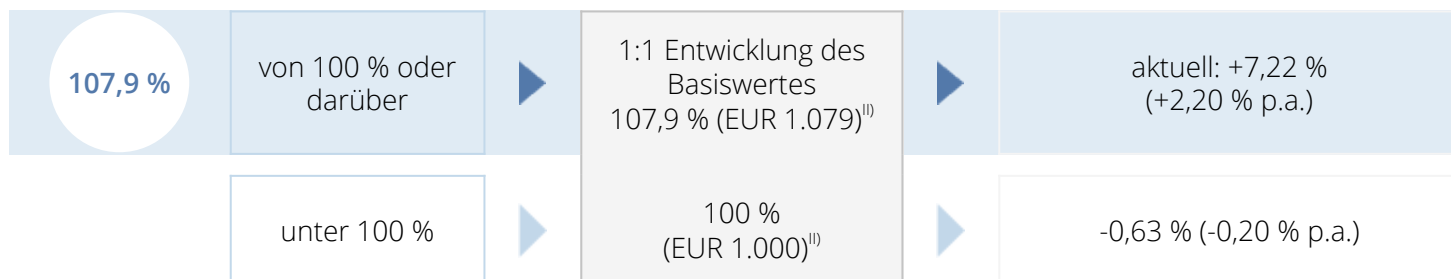 107,9 %
von 100 % oder
darüber
1:1 Entwicklung des
Basiswertes
107,9 % (EUR 1.079)II)
aktuell: +7,22 %
(+2,20 % p.a.)
unter 100 %
100 %
(EUR 1.000)II)
-0,63 % (-0,20 % p.a.)